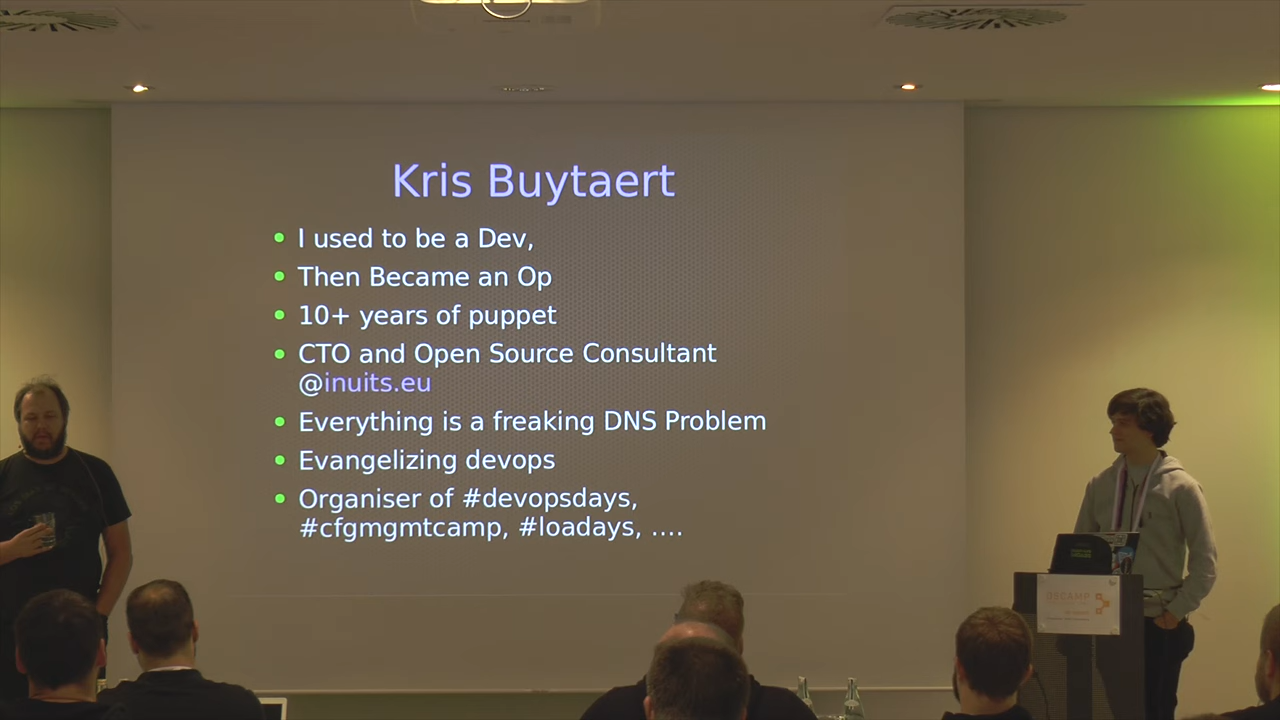 Kris Buytaert
I used to be a Dev,
Then Became an Op
10+ years of puppet
CTO and Open Source Consultant
@inuits.eu
Everything is a freaking DNS Problem
Evangelizing devops
Organiser of #devopsdays,
#cfgmgmtcamp, #loadays, ....
OSCAMP